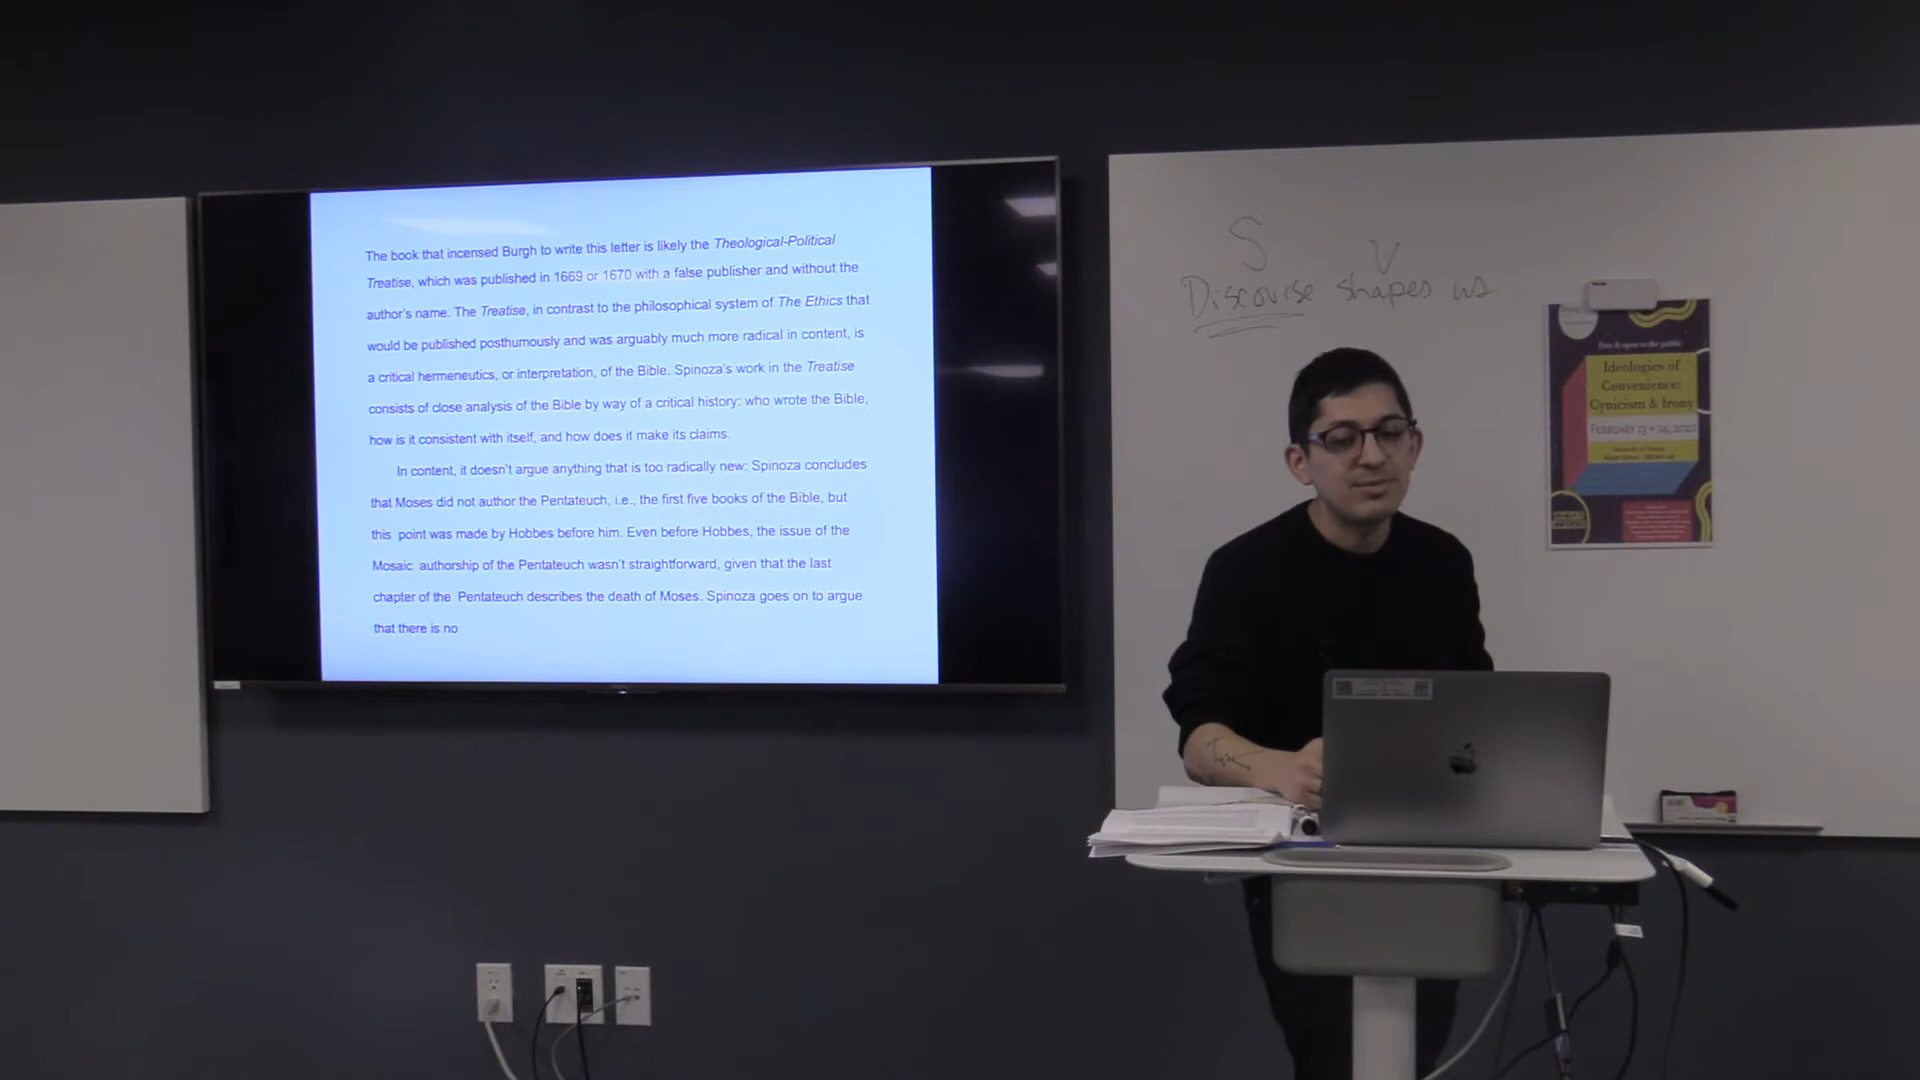 The book that incensed Burgh to write this letter is likely the Theological-Political
Treatise, which was published in 1669 or 1670 with a false publisher and without the
author's name. The Treatise, in contrast to the philosophical system of The Ethics that
would be published posthumously and was arguably much more radical in content, is
a critical hermeneutics, or interpretation, of the Bible. Spinoza's work in the Treatise
consists of close analysis of the Bible by way of a critical history: who wrote the Bible,
how is it consistent with itself, and how does it make its claims.
In content, it doesn't argue anything that is too radically new: Spinoza concludes
that Moses did not author the Pentateuch, i.e., the first five books of the Bible, but
this point was made by Hobbes before him. Even before Hobbes, the issue of the
Mosaic authorship of the Pentateuch wasn't straightforward, given that the last
chapter of the Pentateuch describes the death of Moses. Spinoza goes on to argue
that there is no
S V
Discourse shapes us
Free & open to the public
Ideologies of
Convenience:
Cynicism & Irony
February 13 + 14, 2020